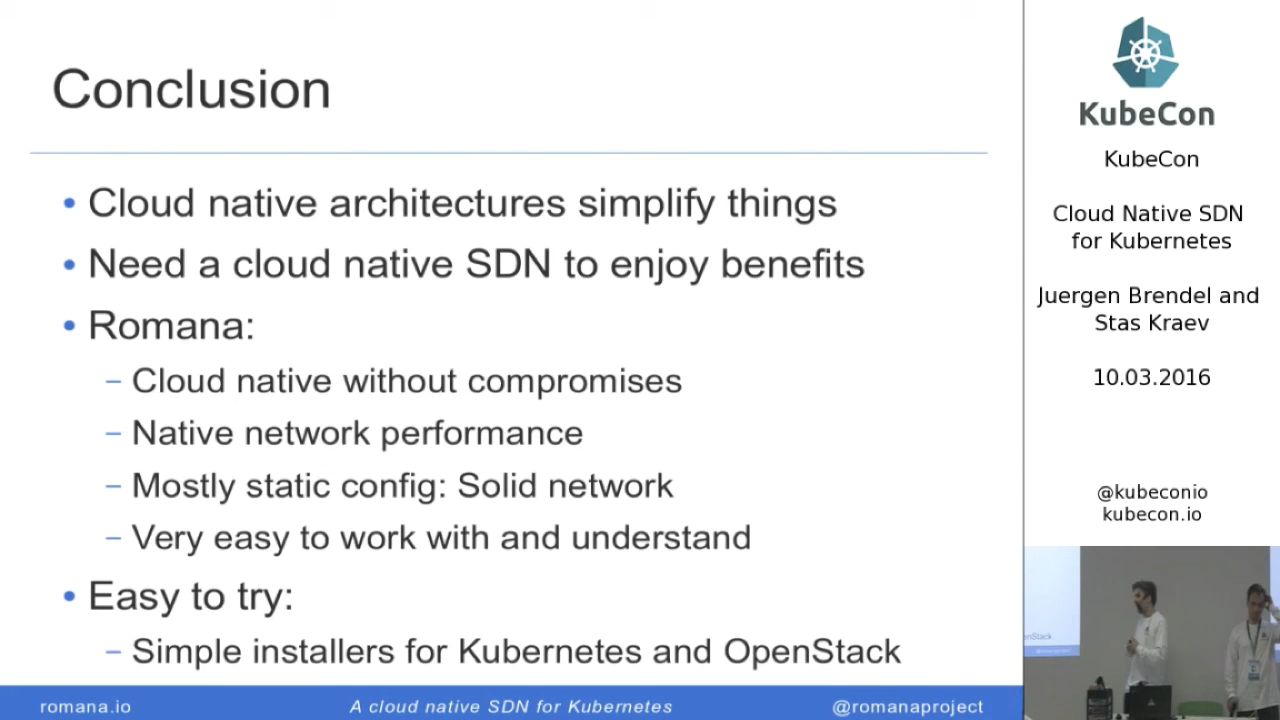 Conclusion
• Cloud native architectures simplify things
• Need a cloud native SDN to enjoy benefits
• Romana:
– Cloud native without compromises
– Native network performance
– Mostly static config: Solid network
– Very easy to work with and understand
• Easy to try:
– Simple installers for Kubernetes and OpenStack
romana.io
A cloud native SDN for Kubernetes
@romanaproject
KubeCon
KubeCon
Cloud Native SDN
for Kubernetes
Juergen Brendel and
Stas Kraev
10.03.2016
@kubeconio
kubecon.io